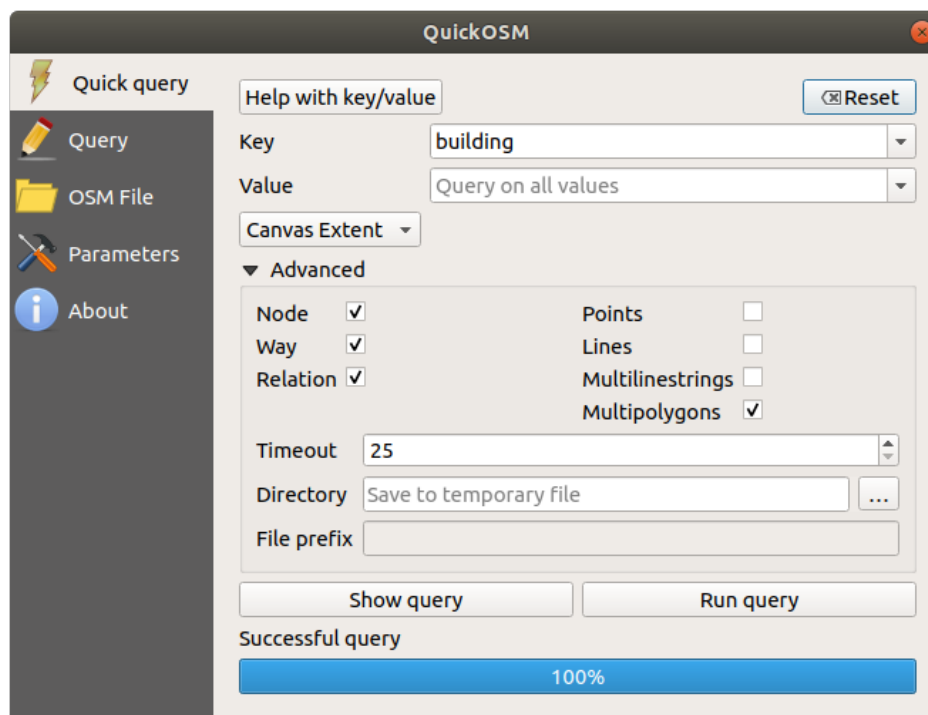 QuickOSM
Quick query
Query
OSM File
Parameters
About
Help with key/value
Reset
Key building
Value Query on all values
Canvas Extent
Advanced
Node Points
Way Lines
Relation Multilinestrings
Multipolygons
Timeout 25
Directory Save to temporary file ...
File prefix
Show query Run query
Successful query
100%